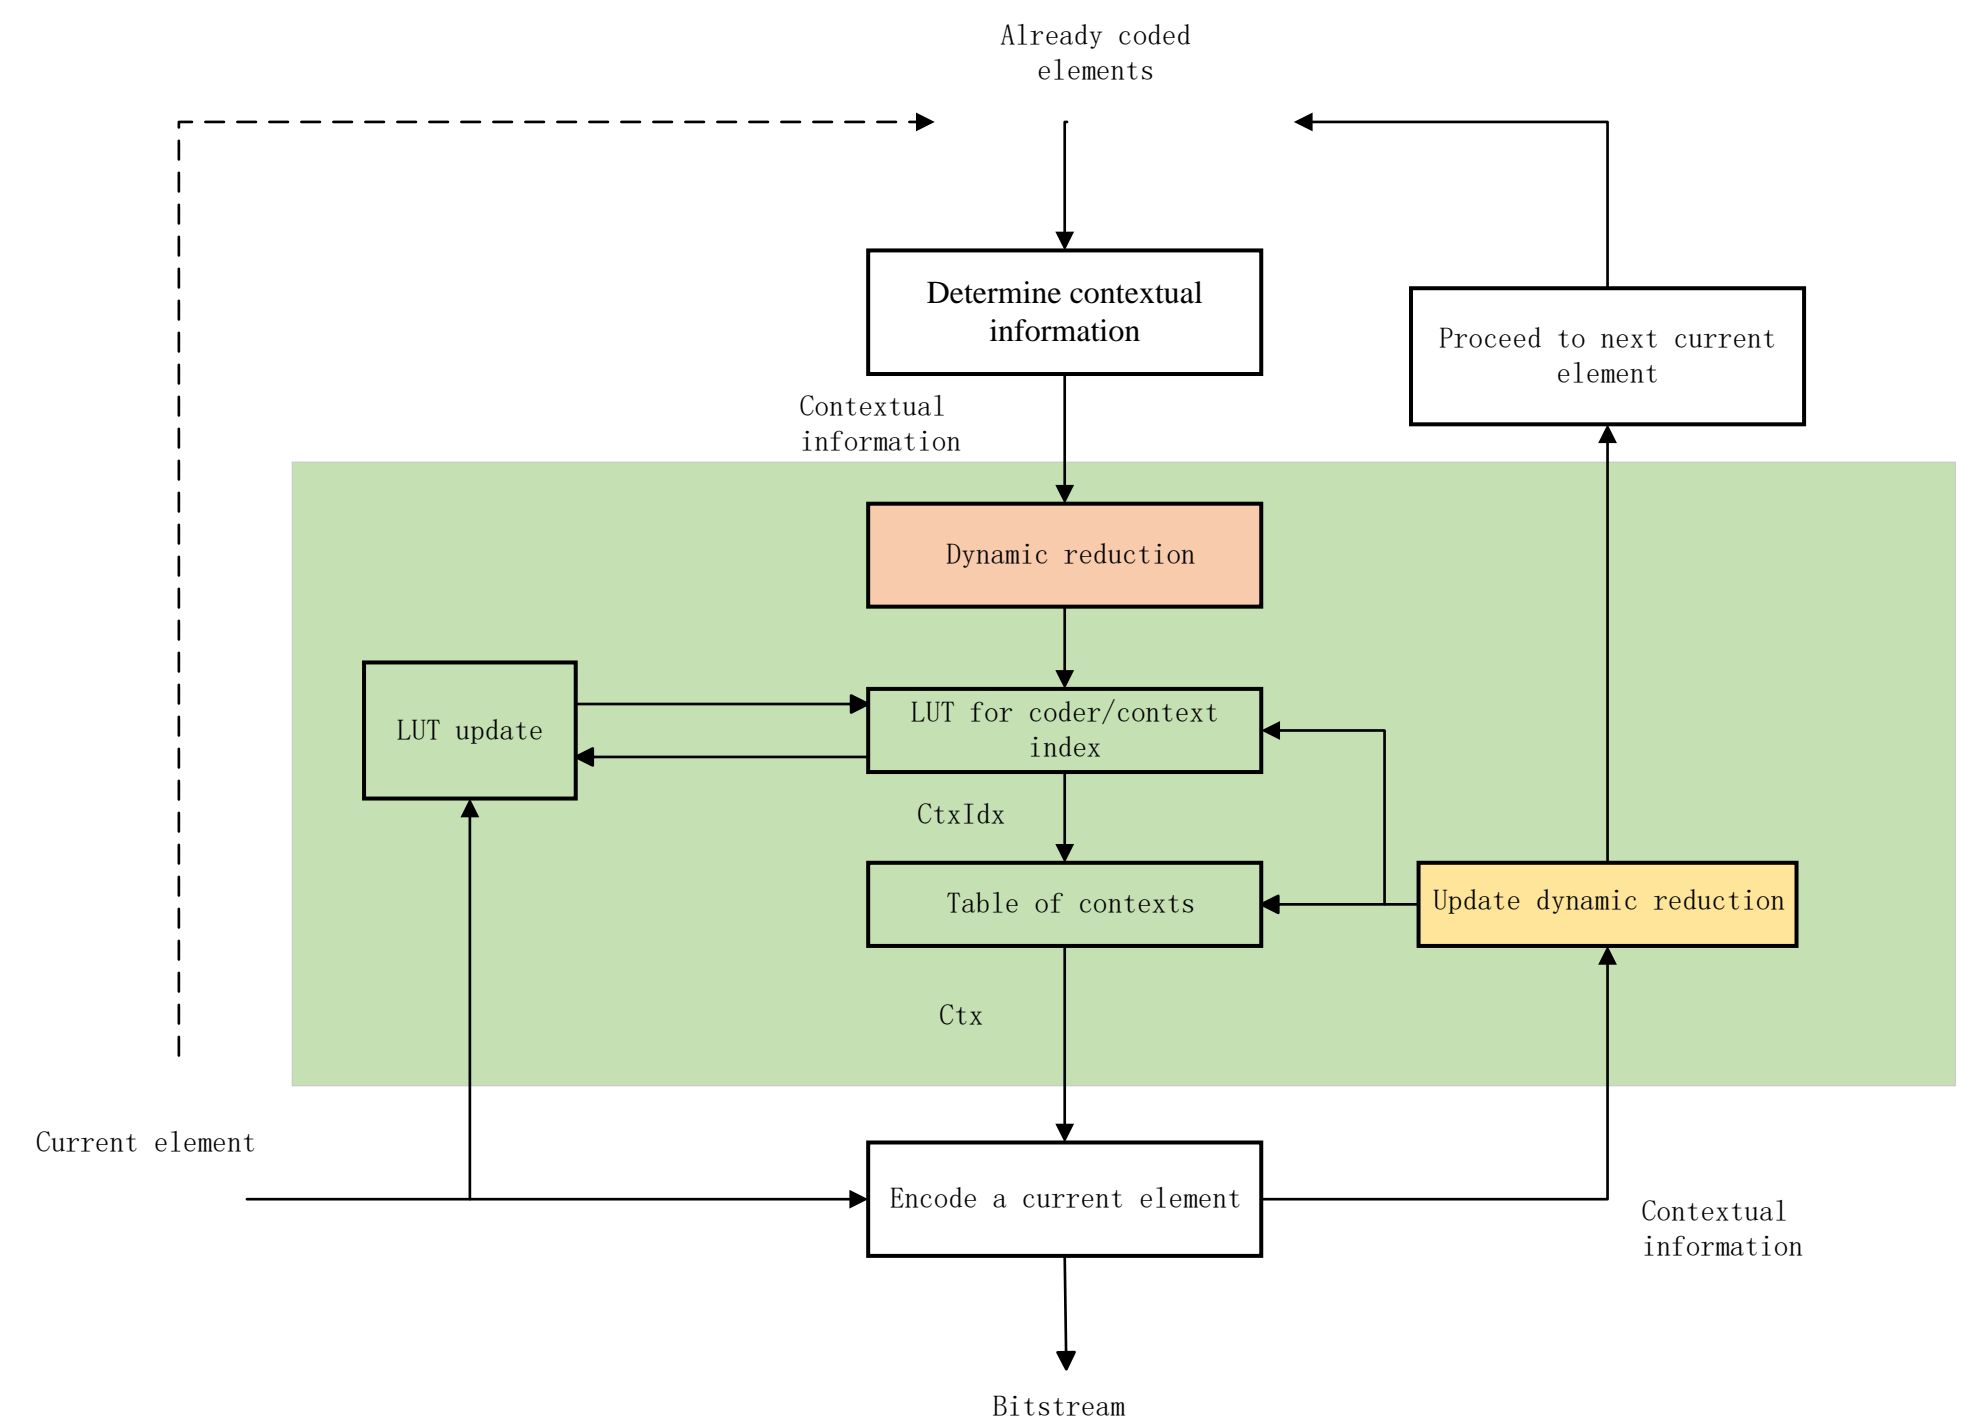 Already coded
elements
Determine contextual
information
Proceed to next current
element
Contextual
information
Dynamic reduction
LUT update
LUT for coder/context
index
CtxIdx
Table of contexts
Update dynamic reduction
Ctx
Current element
Encode a current element
Contextual
information
Bitstream